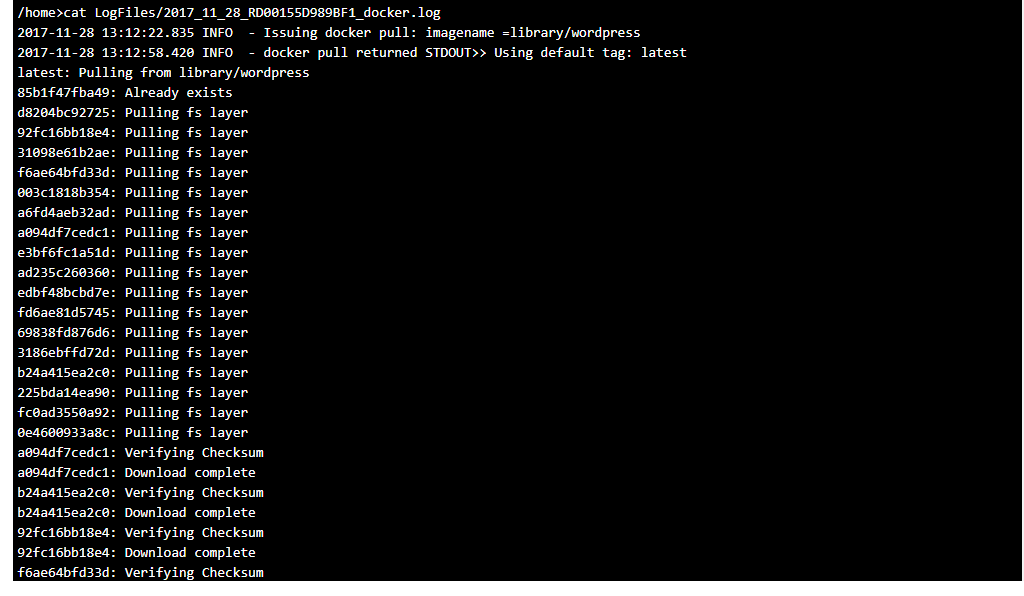 /home>cat LogFiles/2017_11_28_RD00155D989BF1_docker.log
2017-11-28 13:12:22.835 INFO  - Issuing docker pull: imagename =library/wordpress
2017-11-28 13:12:58.420 INFO  - docker pull returned STDOUT>> Using default tag: latest
latest: Pulling from library/wordpress
85b1f47fba49: Already exists
d8204bc92725: Pulling fs layer
92fc16bb18e4: Pulling fs layer
31098e61b2ae: Pulling fs layer
f6ae64bfd33d: Pulling fs layer
003c1818b354: Pulling fs layer
a6fd4aeb32ad: Pulling fs layer
a094df7cedc1: Pulling fs layer
e3bf6fc1a51d: Pulling fs layer
ad235c260360: Pulling fs layer
edbf48bcbd7e: Pulling fs layer
fd6ae81d5745: Pulling fs layer
69838fd876d6: Pulling fs layer
3186ebffd72d: Pulling fs layer
b24a415ea2c0: Pulling fs layer
225bda14ea90: Pulling fs layer
fc0ad3550a92: Pulling fs layer
0e4600933a8c: Pulling fs layer
a094df7cedc1: Verifying Checksum
a094df7cedc1: Download complete
b24a415ea2c0: Verifying Checksum
b24a415ea2c0: Download complete
92fc16bb18e4: Verifying Checksum
92fc16bb18e4: Download complete
f6ae64bfd33d: Verifying Checksum